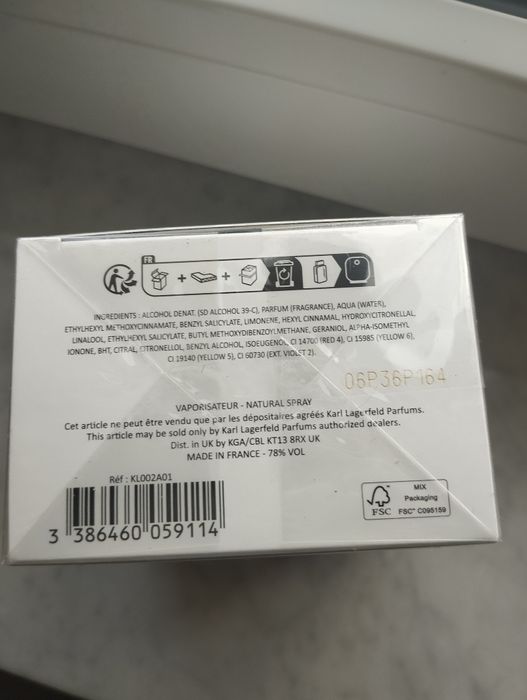 FR
INGREDIENTS : ALCOHOL DENAT. (SD ALCOHOL 39-C), PARFUM (FRAGRANCE), AQUA (WATER),
ETHYLHEXYL METHOXYCINNAMATE, BENZYL SALICYLATE, LIMONENE, HEXYL CINNAMAL, HYDROXYCITRONELLAL,
LINALOOL, ETHYLHEXYL SALICYLATE, BUTYL METHOXYDIBENZOYLMETHANE, GERANIOL, ALPHA-ISOMETHYL
IONONE, BHT, CITRAL, CITRONELLOL, BENZYL ALCOHOL, ISOEUGENOL, CI 14700 (RED 4), CI 15985 (YELLOW 6),
CI 19140 (YELLOW 5), CI 60730 (EXT. VIOLET 2).
06P36P164
VAPORISATEUR - NATURAL SPRAY
Cet article ne peut être vendu que par les dépositaires agréés Karl Lagerfeld Parfums.
This article may be sold only by Karl Lagerfeld Parfums authorized dealers.
Dist. in UK by KGA/CBL KT13 8RX UK
MADE IN FRANCE - 78% VOL
Réf : KL002A01
3 386460 059114
FSC
MIX
Packaging
FSC® C095159